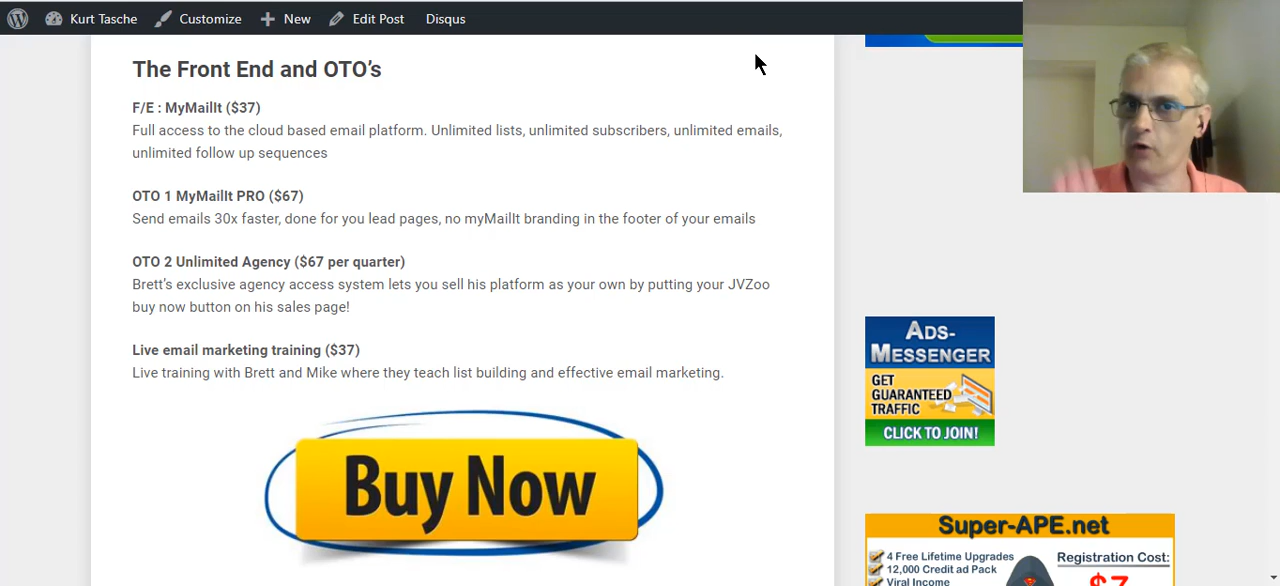 Kurt Tasche Customize New Edit Post Disqus
The Front End and OTO’s
F/E : MyMailIt ($37)
Full access to the cloud based email platform. Unlimited lists, unlimited subscribers, unlimited emails,
unlimited follow up sequences
OTO 1 MyMailIt PRO ($67)
Send emails 30x faster, done for you lead pages, no myMailIt branding in the footer of your emails
OTO 2 Unlimited Agency ($67 per quarter)
Brett’s exclusive agency access system lets you sell his platform as your own by putting your JVZoo
buy now button on his sales page!
Live email marketing training ($37)
Live training with Brett and Mike where they teach list building and effective email marketing.
Buy Now
ADS-
MESSENGER
GET
GUARANTEED
TRAFFIC
CLICK TO JOIN!
Super-APE.net
4 Free Lifetime Upgrades
12,000 Credit ad Pack
Viral Income
Registration Cost:
$7